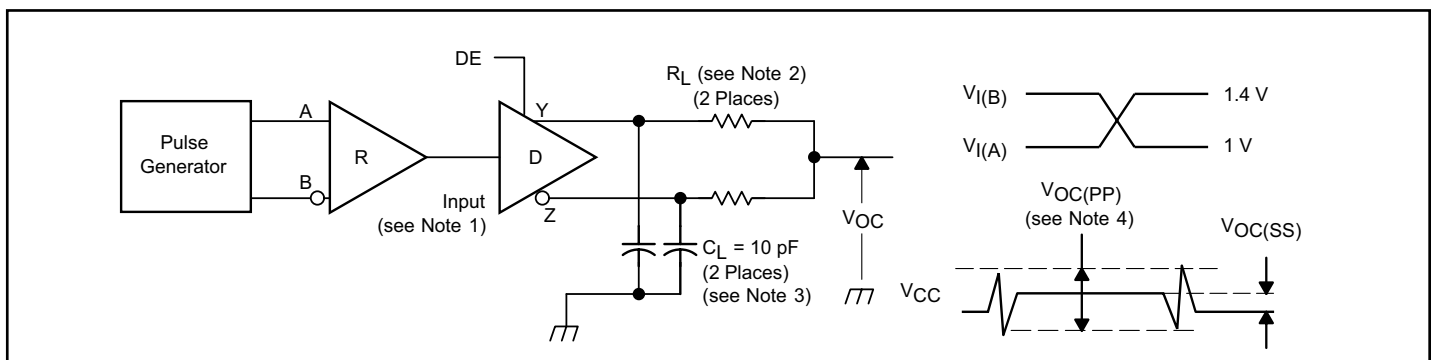 Pulse
Generator
A
B
R
Input
(see Note 1)
DE
D
Y
Z
RL (see Note 2)
(2 Places)
CL = 10 pF
(2 Places)
(see Note 3)
VOC
VI(B)
1.4 V
VI(A)
1 V
VOC(PP)
(see Note 4)
VOC(SS)
VCC